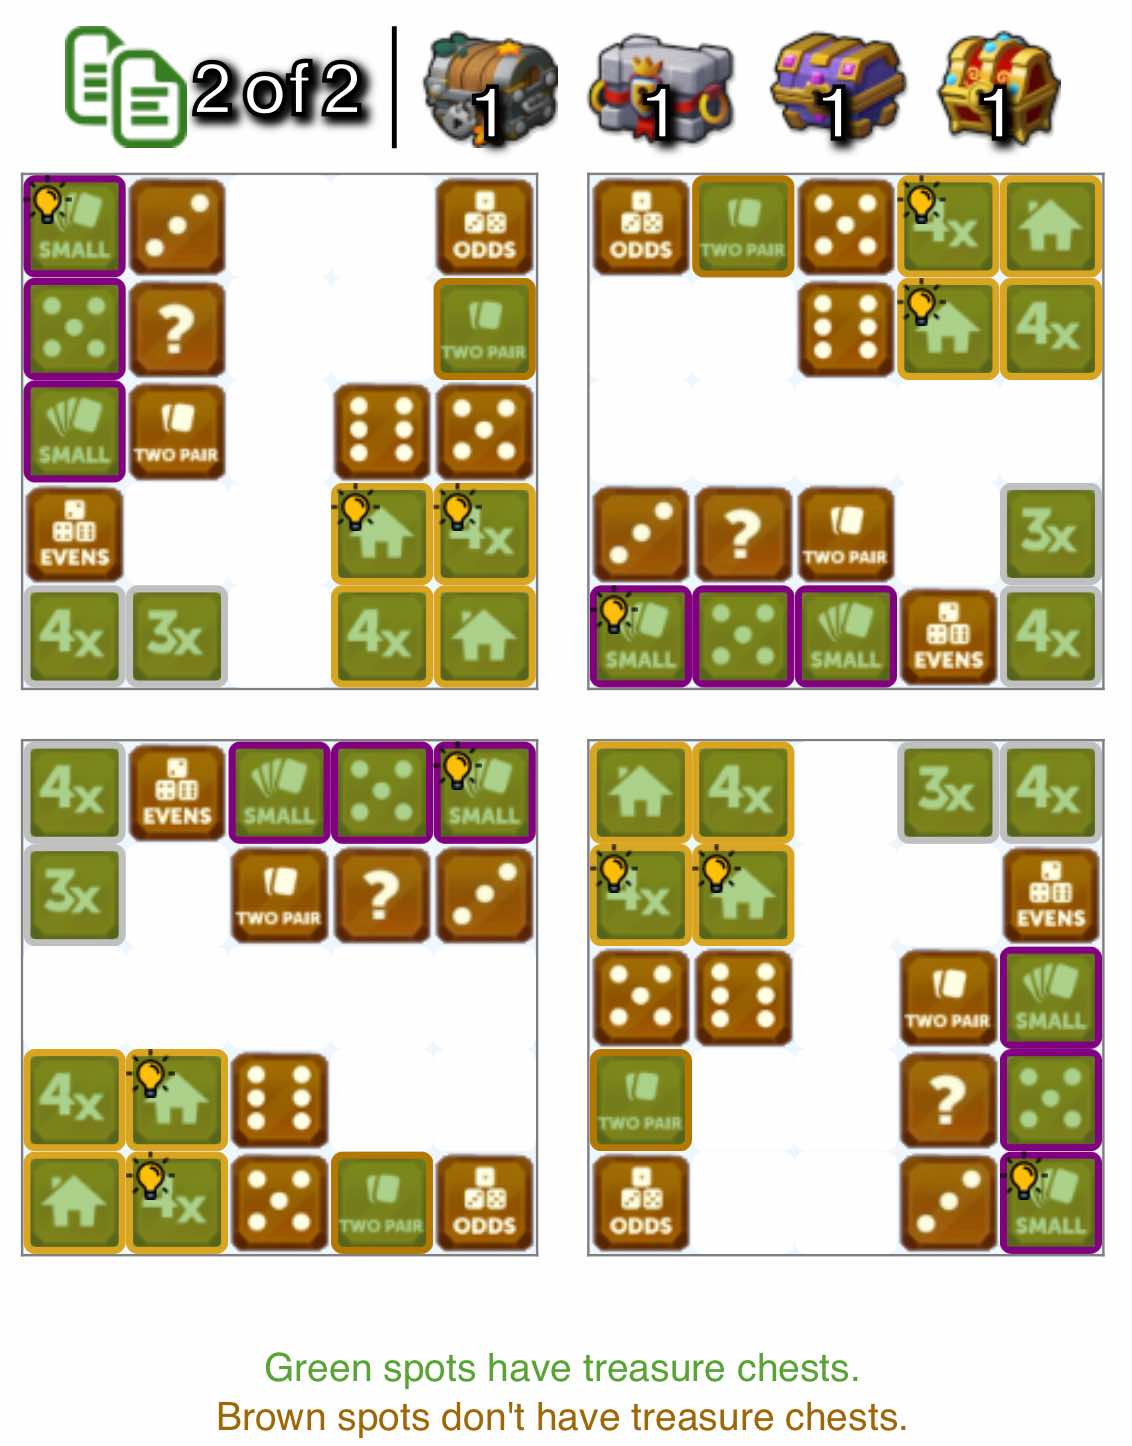 2 of 2 1 1 1 1
SMALL ODDS ODDS TWO PAIR 4x
? TWO PAIR 4x
SMALL TWO PAIR
EVENS 4x ? TWO PAIR 3x
4x 3x 4x SMALL SMALL EVENS 4x
4x EVENS SMALL SMALL 4x 3x 4x
3x TWO PAIR ? 4x EVENS
TWO PAIR SMALL
4x TWO PAIR ?
4x TWO PAIR ODDS ODDS SMALL
Green spots have treasure chests.
Brown spots don't have treasure chests.